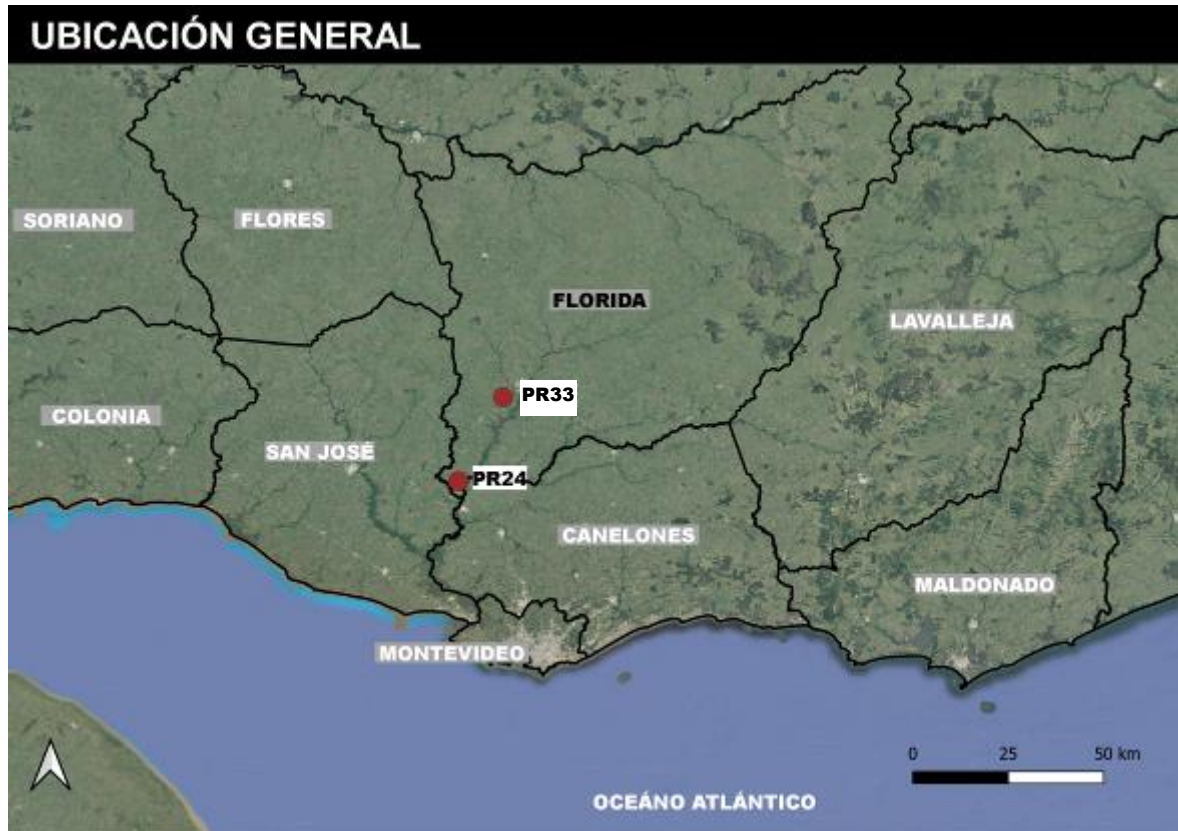 UBICACIÓN GENERAL
SORIANO
FLORES
FLORIDA
LAVALLEJA
COLONIA
PR33
SAN JOSÉ
PR24
CANELONES
MALDONADO
MONTEVIDEO
0 25 50 km
OCEÁNO ATLÁNTICO